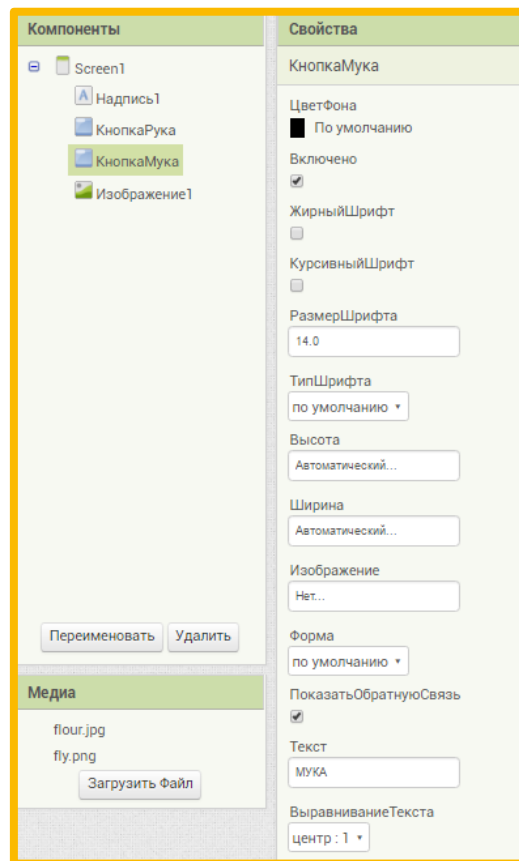 Компоненты
Screen1
Надпись1
КнопкаРука
КнопкаМука
Изображение1
Переименовать Удалить
Медиа
flour.jpg
fly.png
Загрузить Файл
Свойства
КнопкаМука
ЦветФона
По умолчанию
Включено
ЖирныйШрифт
КурсивныйШрифт
РазмерШрифта
14.0
ТипШрифта
по умолчанию
Высота
Автоматический...
Ширина
Автоматический...
Изображение
Нет...
Форма
по умолчанию
ПоказатьОбратнуюСвязь
Текст
МУКА
ВыравниваниеТекста
центр : 1